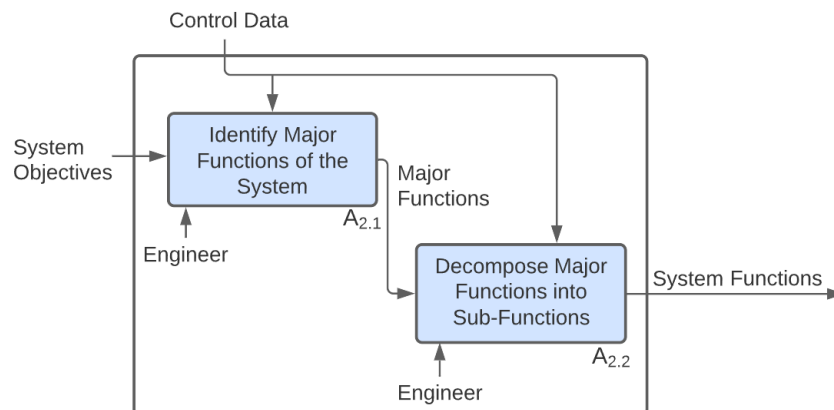 Control Data
Identify Major
Functions of the
System
System
Objectives
A2.1
Major
Functions
Engineer
Decompose Major
Functions into
Sub-Functions
System Functions
A2.2
Engineer